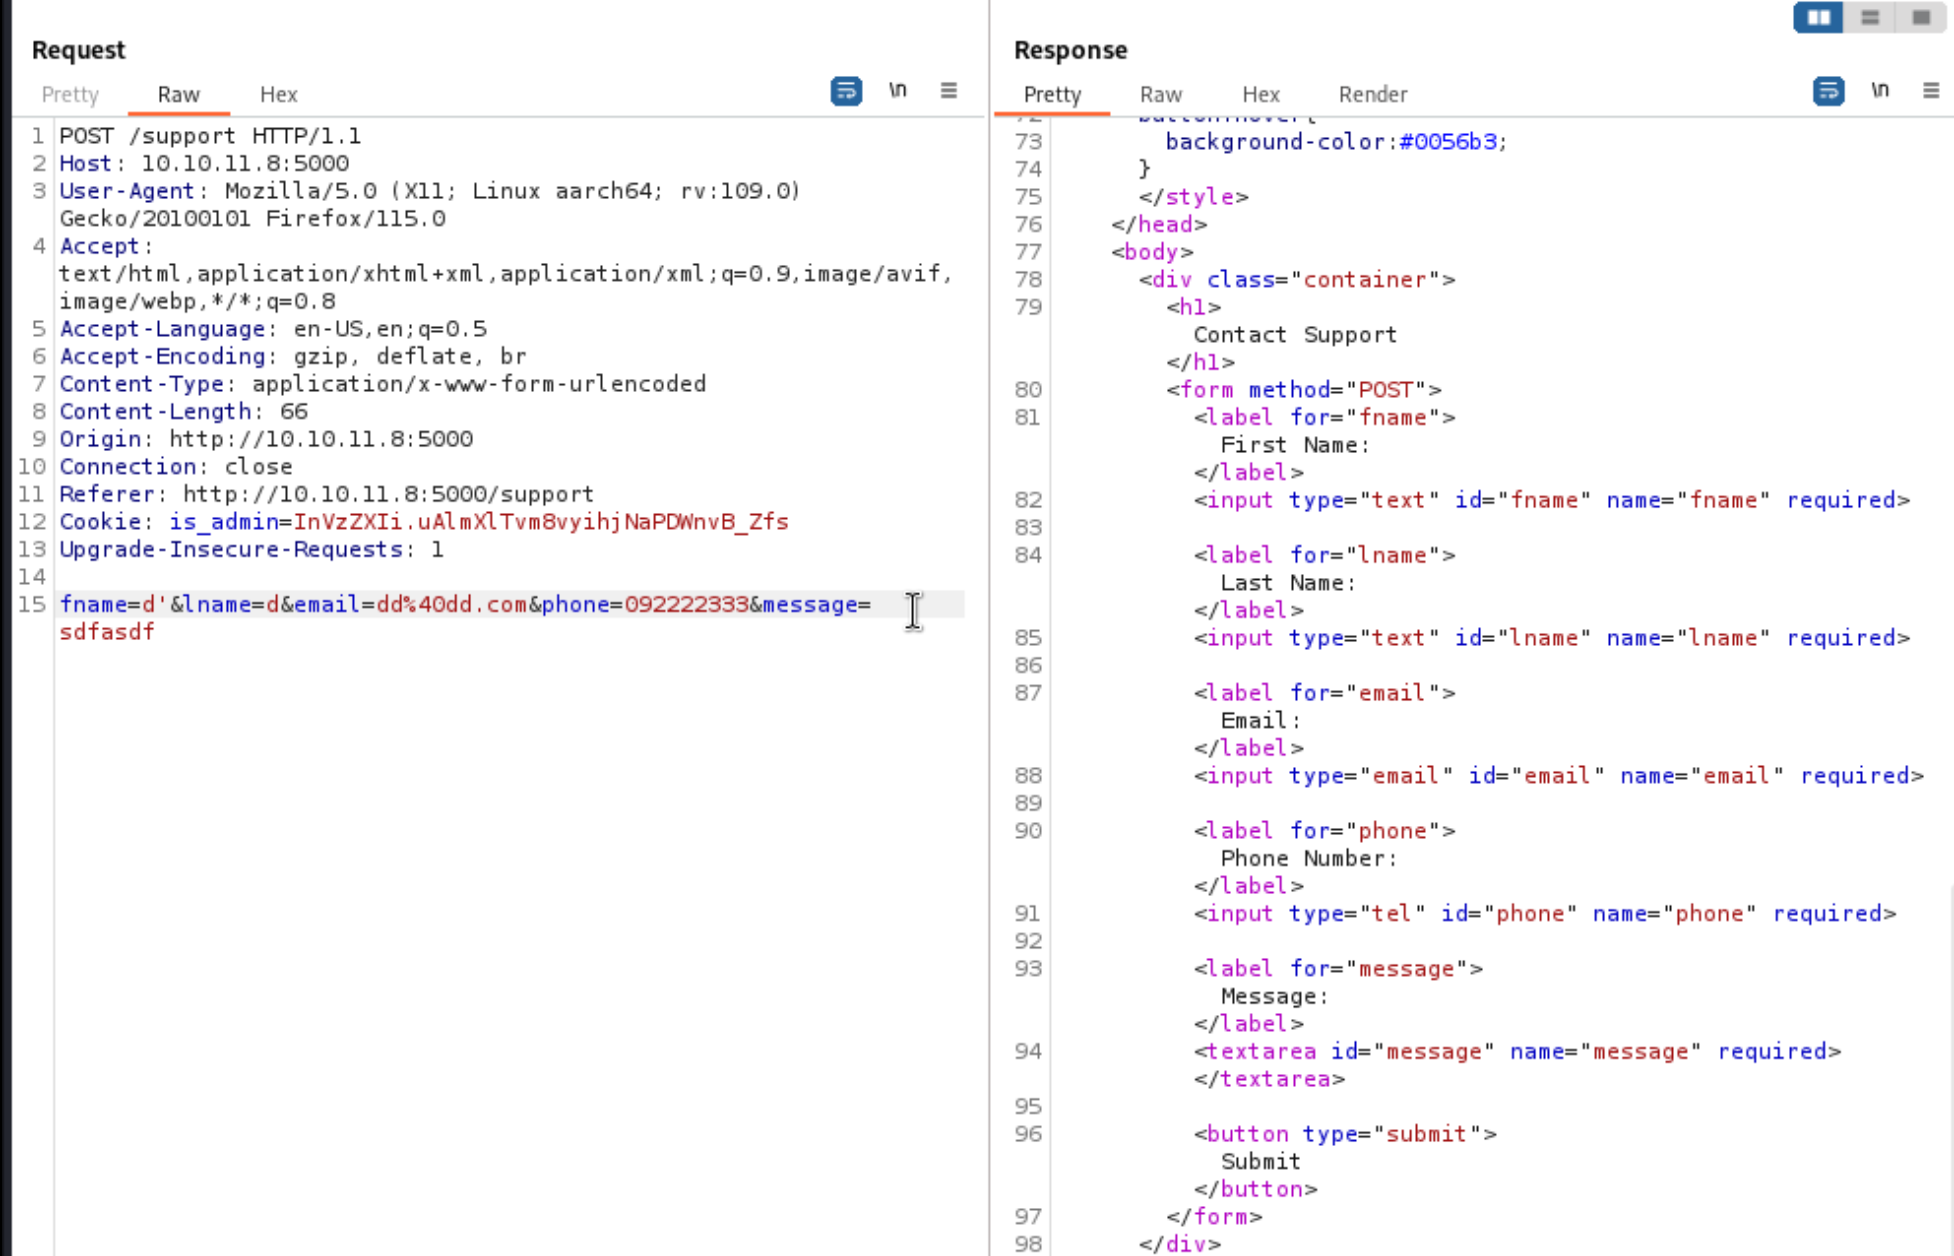 Request
Pretty Raw Hex \n
1 POST /support HTTP/1.1
2 Host: 10.10.11.8:5000
3 User-Agent: Mozilla/5.0 (X11; Linux aarch64; rv:109.0)
Gecko/20100101 Firefox/115.0
4 Accept:
text/html,application/xhtml+xml,application/xml;q=0.9,image/avif,
image/webp,*/*;q=0.8
5 Accept-Language: en-US,en;q=0.5
6 Accept-Encoding: gzip, deflate, br
7 Content-Type: application/x-www-form-urlencoded
8 Content-Length: 66
9 Origin: http://10.10.11.8:5000
10 Connection: close
11 Referer: http://10.10.11.8:5000/support
12 Cookie: is_admin=InVzZXIi.uAlmXlTvm8vyihjNaPDWnvB_Zfs
13 Upgrade-Insecure-Requests: 1
14
15 fname=d'&lname=d&email=dd%40dd.com&phone=092222333&message=
sdfasdf
Response
Pretty Raw Hex Render \n
72 button:hover{
73 background-color:#0056b3;
74 }
75 </style>
76 </head>
77 <body>
78 <div class="container">
79 <h1>
Contact Support
</h1>
80 <form method="POST">
81 <label for="fname">
First Name:
</label>
82 <input type="text" id="fname" name="fname" required>
83
84 <label for="lname">
Last Name:
</label>
85 <input type="text" id="lname" name="lname" required>
86
87 <label for="email">
Email:
</label>
88 <input type="email" id="email" name="email" required>
89
90 <label for="phone">
Phone Number:
</label>
91 <input type="tel" id="phone" name="phone" required>
92
93 <label for="message">
Message:
</label>
94 <textarea id="message" name="message" required>
</textarea>
95
96 <button type="submit">
Submit
</button>
97 </form>
98 </div>